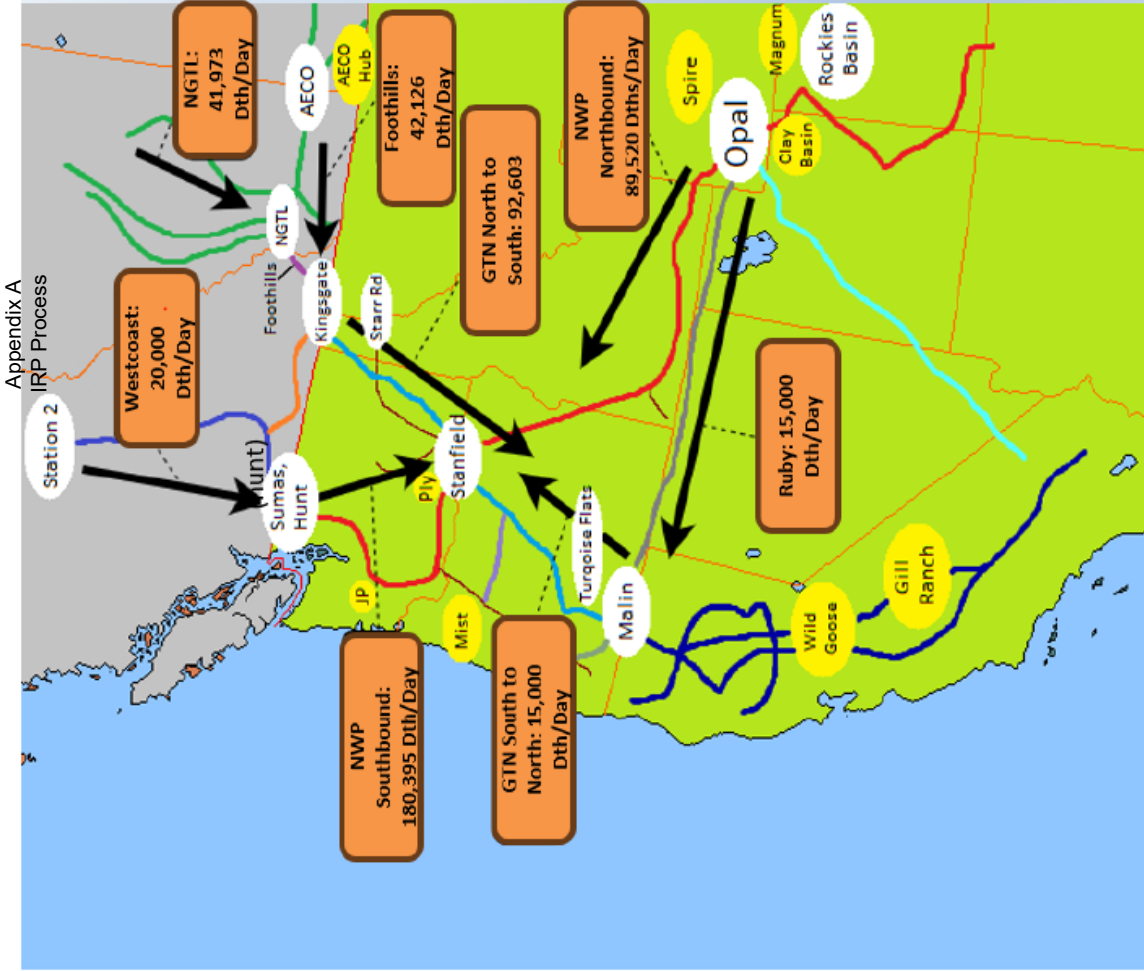 Appendix A
IRP Process
Station 2
Westcoast:
20,000
Dth/Day
NGTL:
41,973
Dth/Day
AECO
AECO
Hub
NGTL
Foothills
Foothills:
42,126
Dth/Day
Kingsgate
Starr Rd
GTN North to
South: 92,603
Hunt)
Sumas,
Hunt
JP
Ply
Stanfield
Mist
NWP
Southbound:
180,395 Dth/Day
GTN South to
North: 15,000
Dth/Day
Turqoise Flats
Malin
NWP
Northbound:
89,520 Dths/Day
Spire
Opal
Magnum
Clay
Basin
Rockies
Basin
Ruby: 15,000
Dth/Day
Wild
Goose
Gill
Ranch